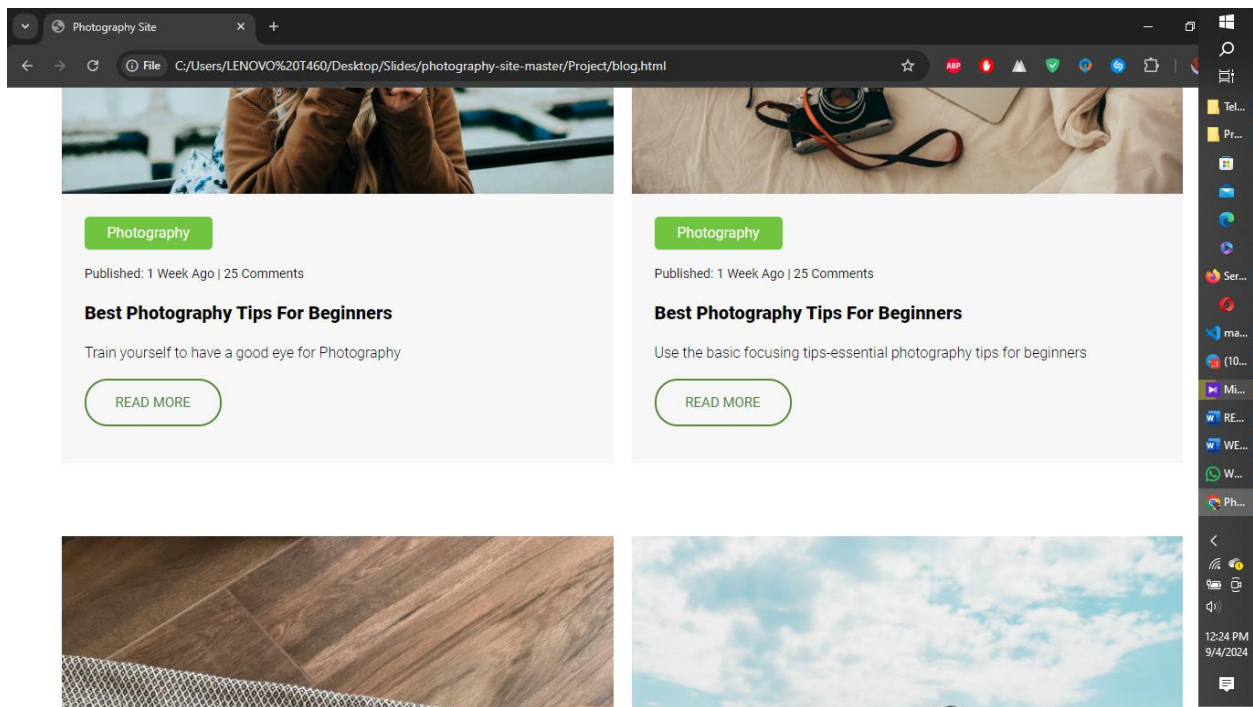 Photography Site
File
C:/Users/LENOVO%20T460/Desktop/Slides/photography-site-master/Project/blog.html
ABP
Photography
Published: 1 Week Ago | 25 Comments
Best Photography Tips For Beginners
Train yourself to have a good eye for Photography
READ MORE
Photography
Published: 1 Week Ago | 25 Comments
Best Photography Tips For Beginners
Use the basic focusing tips-essential photography tips for beginners
READ MORE
Tel...
Pr...
Ser...
ma...
(10...
Mi...
RE...
WE...
W...
Ph...
12:24 PM
9/4/2024